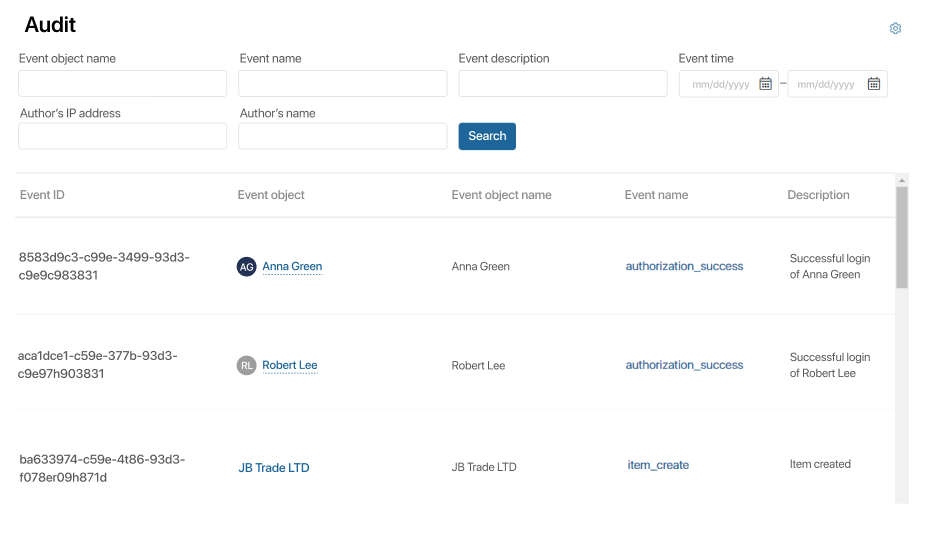 Audit
Event object name
Event name
Event description
Event time
mm/dd/yyyy
–
mm/dd/yyyy
Author's IP address
Author's name
Search
Event ID
Event object
Event object name
Event name
Description
8583d9c3-c99e-3499-93d3-
c9e9c983831
AG
Anna Green
Anna Green
authorization_success
Successful login
of Anna Green
aca1dce1-c59e-377b-93d3-
c9e97h903831
RL
Robert Lee
Robert Lee
authorization_success
Successful login
of Robert Lee
ba633974-c59e-4t86-93d3-
f078er09h871d
JB Trade LTD
JB Trade LTD
item_create
Item created